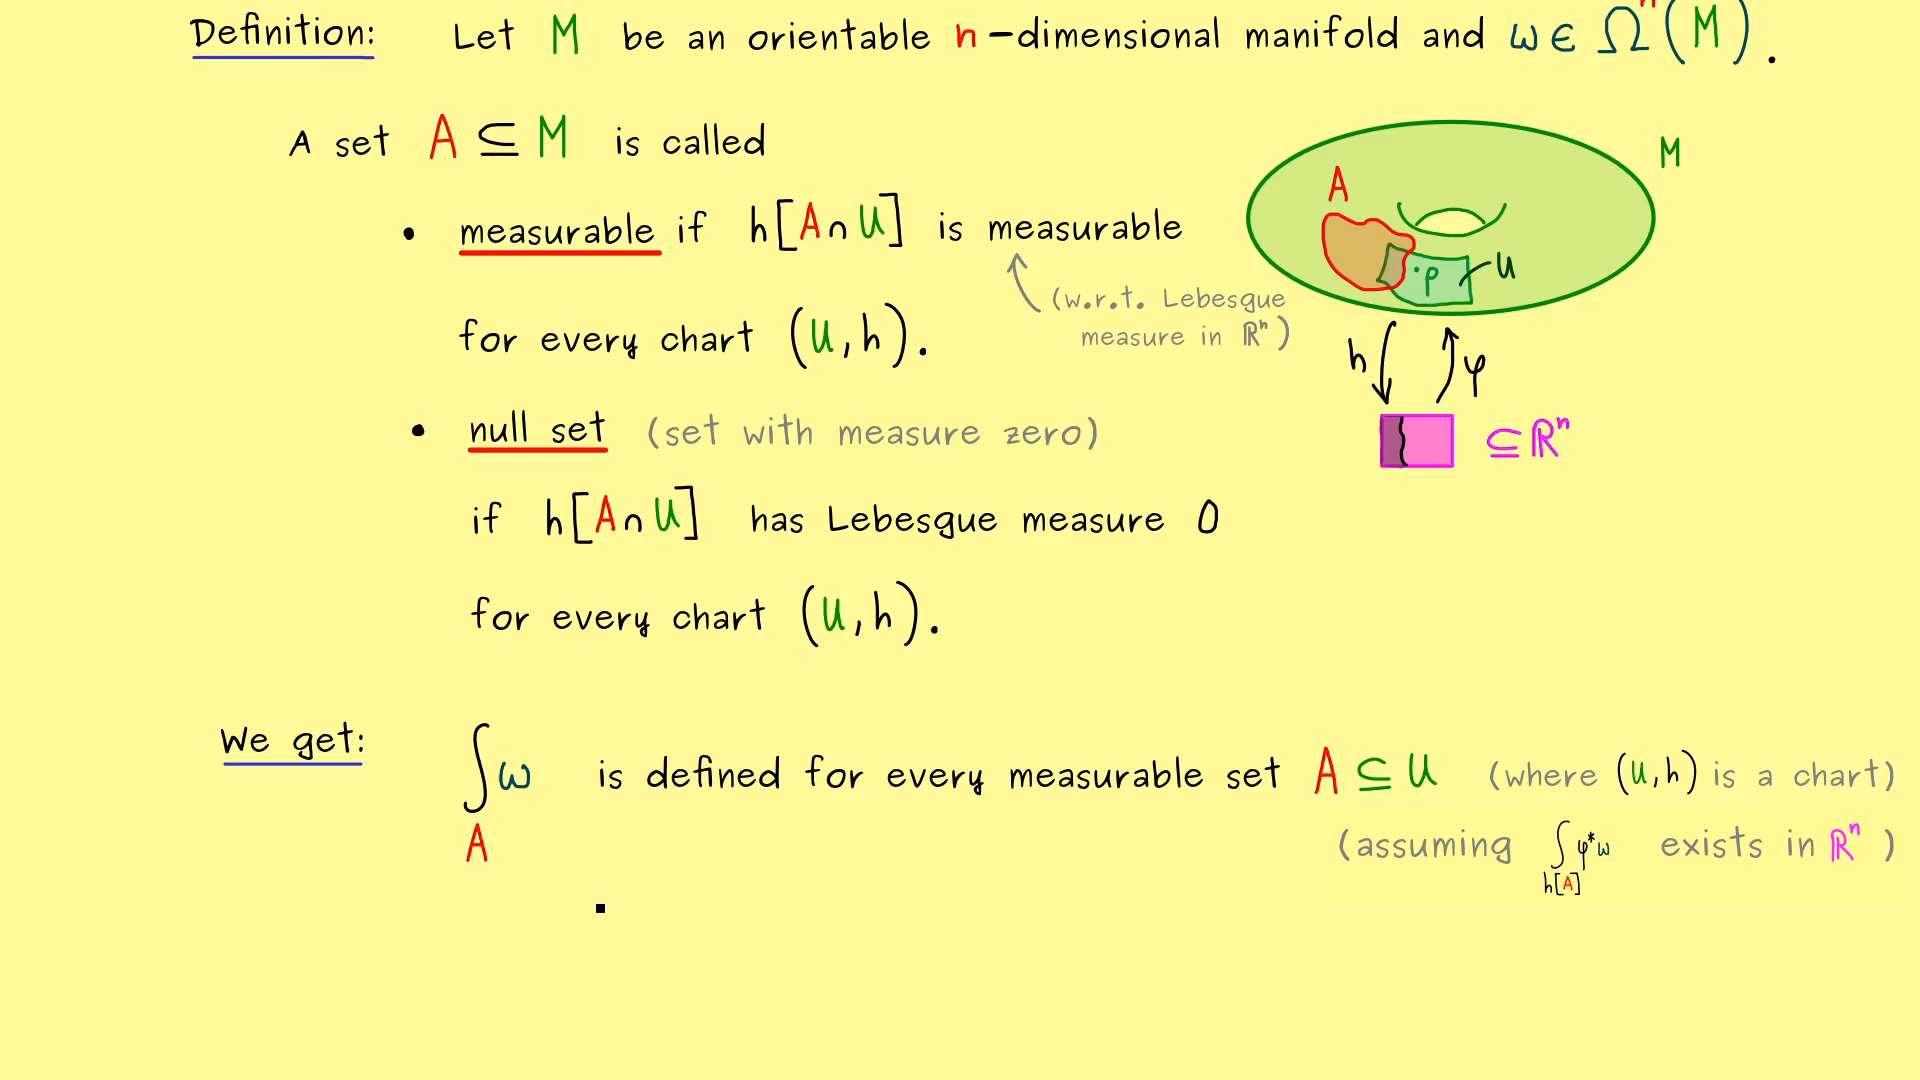 Definition: Let M be an orientable n-dimensional manifold and ω ∈ Ωⁿ(M).
A set A ⊆ M is called
• measurable if h[A∩U] is measurable
(w.r.t. Lebesgue
measure in ℝⁿ)
for every chart (U,h).
• null set (set with measure zero)
if h[A∩U] has Lebesgue measure 0
for every chart (U,h).
M
A
p
U
h
φ
⊆ℝⁿ
We get: ∫ω is defined for every measurable set A ⊆ U (where (U,h) is a chart)
A
(assuming ∫φ*ω exists in ℝⁿ)
h[A]